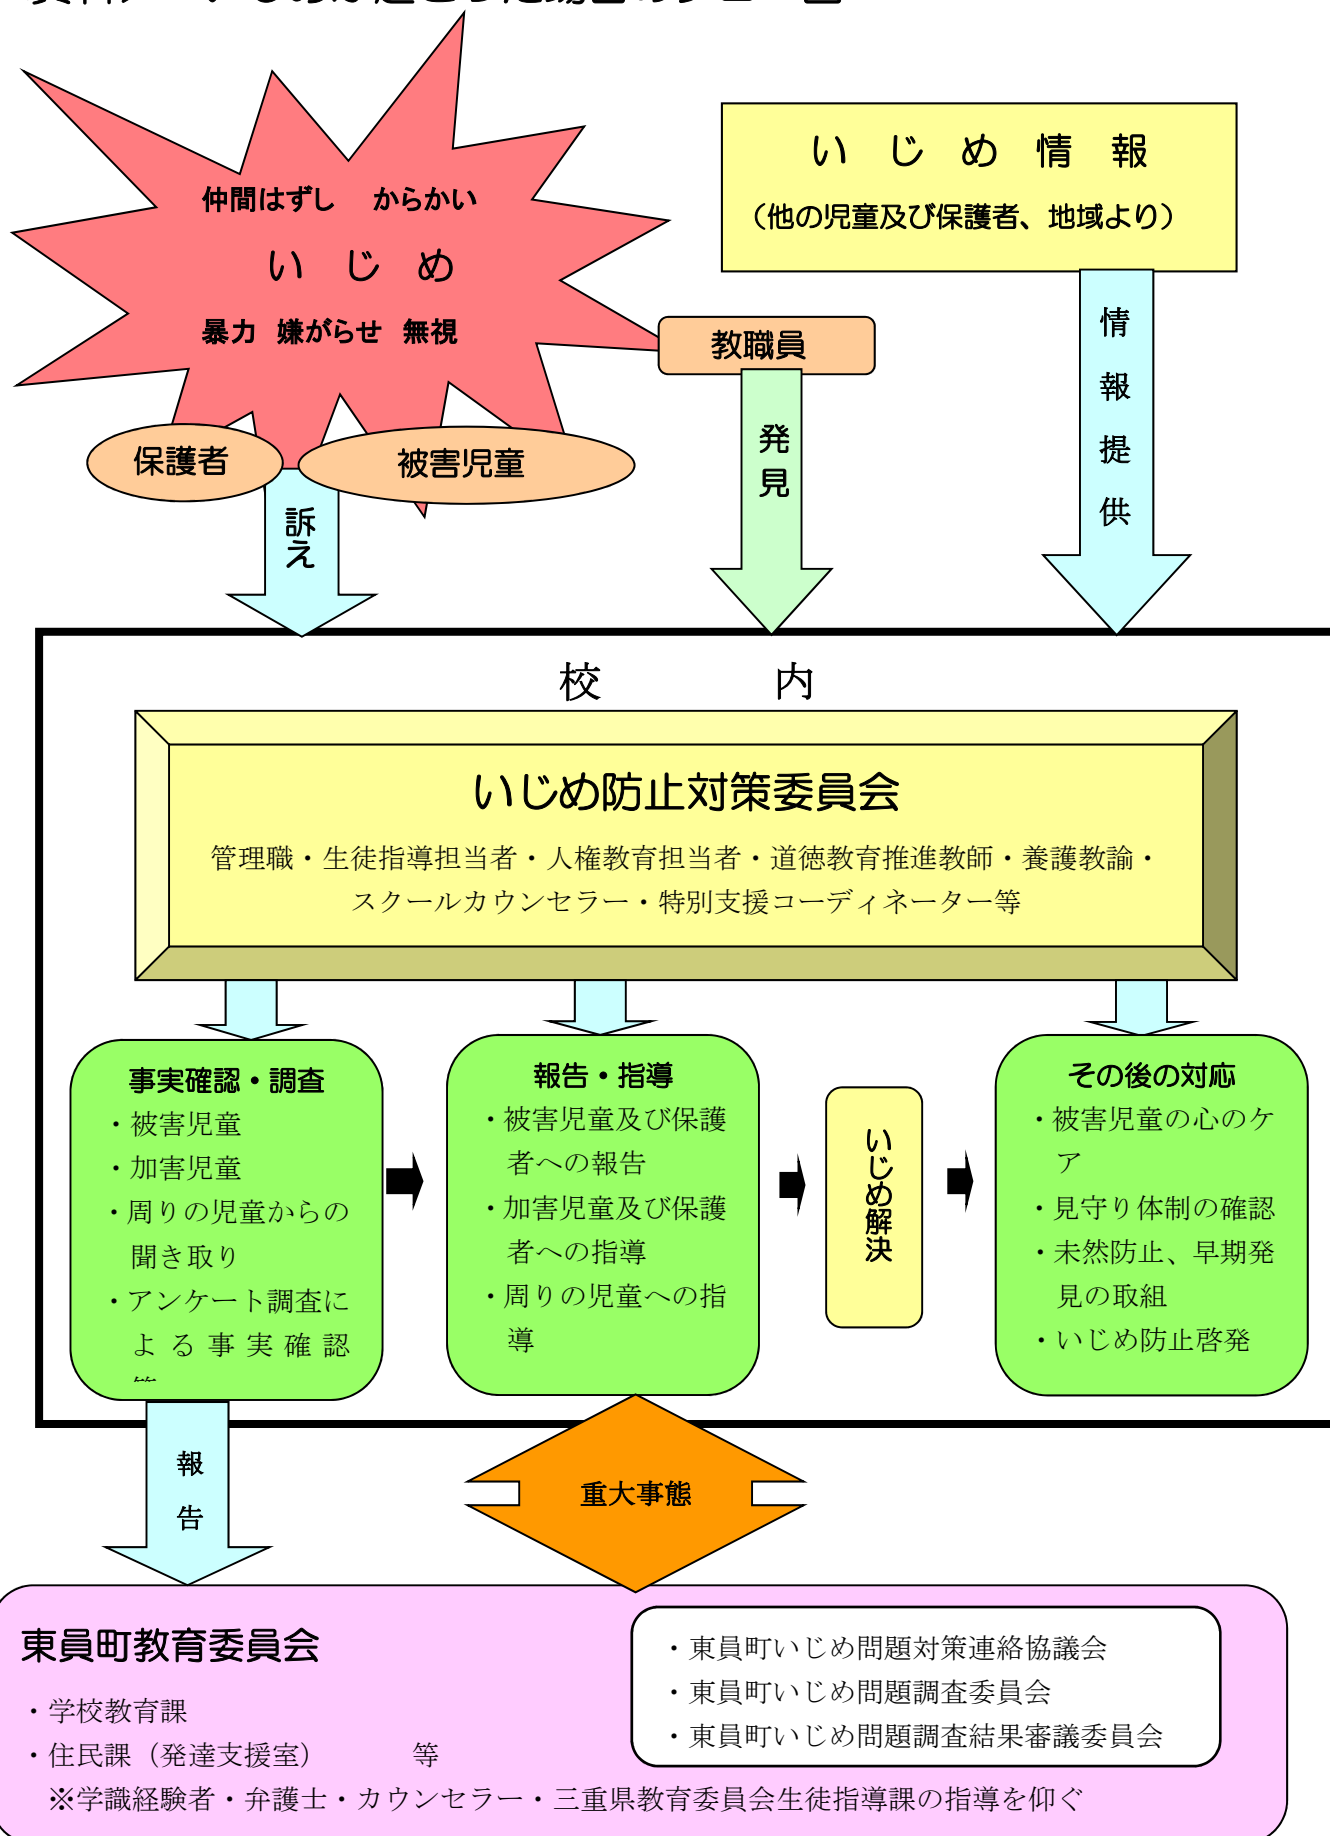 仲間はずし からかい
い じ め
暴力 嫌がらせ 無視
い じ め 情 報
（他の児童及び保護者、地域より）
教職員
保護者
被害児童
訴え
発見
情報提供
校 内
いじめ防止対策委員会
管理職・生徒指導担当者・人権教育担当者・道徳教育推進教師・養護教諭・
スクールカウンセラー・特別支援コーディネーター等
事実確認・調査
・被害児童
・加害児童
・周りの児童からの
聞き取り
・アンケート調査に
よる事実確認
報告・指導
・被害児童及び保護
者への報告
・加害児童及び保護
者への指導
・周りの児童への指
導
いじめ解決
その後の対応
・被害児童の心のケ
ア
・見守り体制の確認
・未然防止、早期発
見の取組
・いじめ防止啓発
報告
重大事態
東員町教育委員会
・学校教育課
・住民課（発達支援室） 等
※学識経験者・弁護士・カウンセラー・三重県教育委員会生徒指導課の指導を仰ぐ
・東員町いじめ問題対策連絡協議会
・東員町いじめ問題調査委員会
・東員町いじめ問題調査結果審議委員会